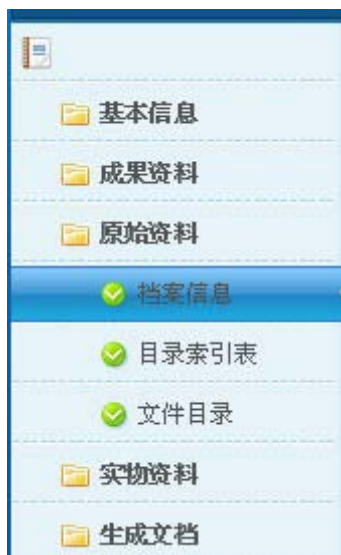 基本信息
成果资料
原始资料
档案信息
目录索引表
文件目录
实物资料
生成文档